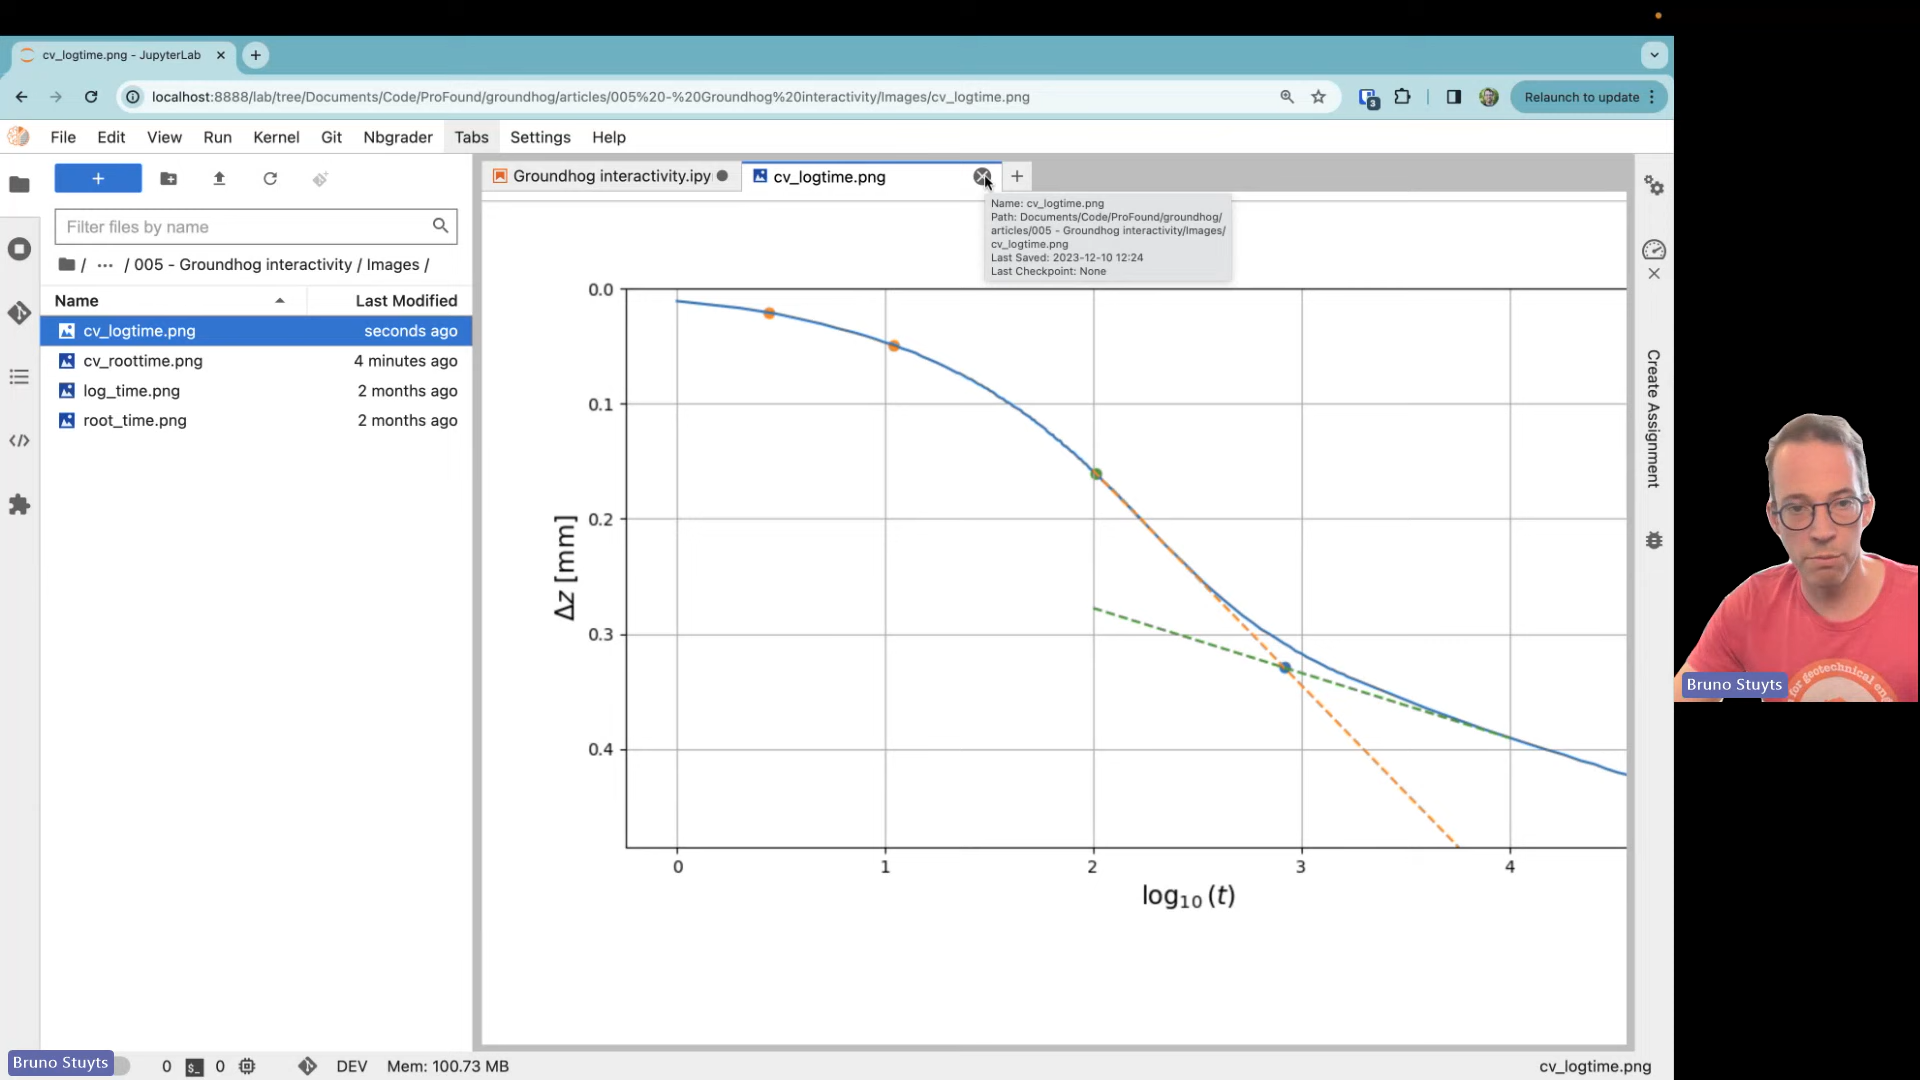 cv_logtime.png - JupyterLab
localhost:8888/lab/tree/Documents/Code/ProFound/groundhog/articles/005%20-%20Groundhog%20interactivity/Images/cv_logtime.png
3
Relaunch to update
File Edit View Run Kernel Git Nbgrader Tabs Settings Help
Filter files by name
/ ... / 005 - Groundhog interactivity / Images /
Name Last Modified
cv_logtime.png seconds ago
cv_roottime.png 4 minutes ago
log_time.png 2 months ago
root_time.png 2 months ago
Groundhog interactivity.ipy
cv_logtime.png
Name: cv_logtime.png
Path: Documents/Code/ProFound/groundhog/
articles/005 - Groundhog interactivity/Images/
cv_logtime.png
Last Saved: 2023-12-10 12:24
Last Checkpoint: None
0.0
0.1
0.2
0.3
0.4
Δz [mm]
0 1 2 3 4
log₁₀(t)
Create Assignment
for geotechnical en
Bruno Stuyts
Bruno Stuyts
0 $_ 0 DEV Mem: 100.73 MB
cv_logtime.png